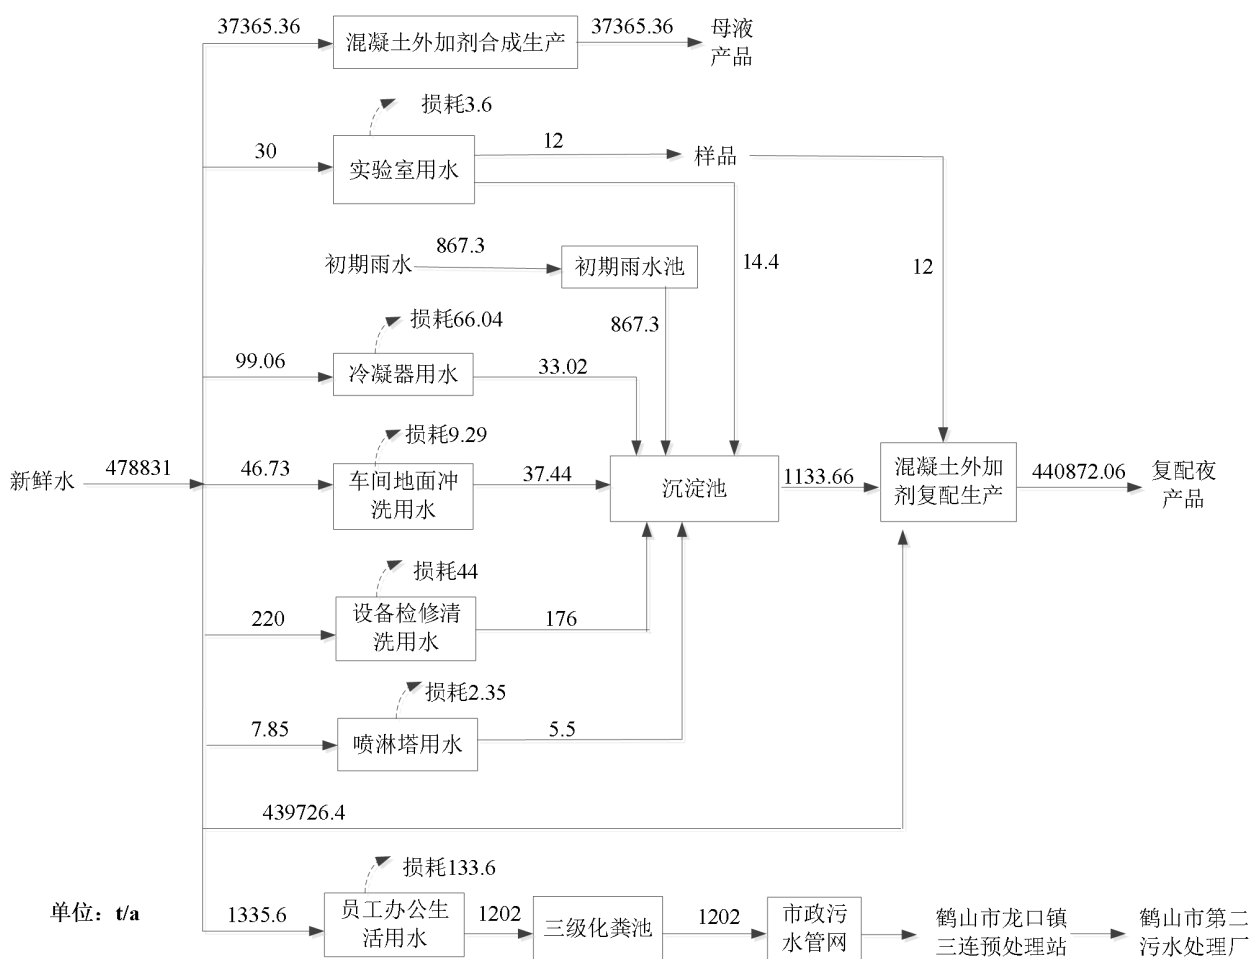 37365.36
混凝土外加剂合成生产
37365.36
母液
产品
损耗3.6
30
实验室用水
12
样品
14.4
12
初期雨水
867.3
初期雨水池
867.3
损耗66.04
99.06
冷凝器用水
33.02
损耗9.29
新鲜水
478831
46.73
车间地面冲
洗用水
37.44
沉淀池
1133.66
混凝土外加
剂复配生产
440872.06
复配夜
产品
损耗44
220
设备检修清
洗用水
176
损耗2.35
7.85
喷淋塔用水
5.5
439726.4
损耗133.6
单位：t/a
1335.6
员工办公生
活用水
1202
三级化粪池
1202
市政污
水管网
鹤山市龙口镇
三连预处理站
鹤山市第二
污水处理厂